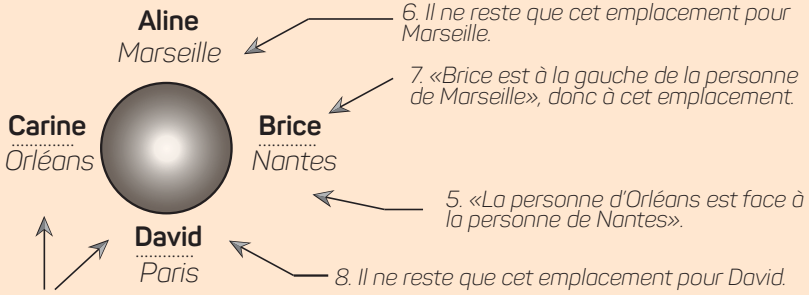 Aline
Marseille
6. Il ne reste que cet emplacement pour
Marseille.
7. «Brice est à la gauche de la personne
de Marseille», donc à cet emplacement.
Carine
Orléans
Brice
Nantes
5. «La personne d'Orléans est face à
la personne de Nantes».
David
Paris
8. Il ne reste que cet emplacement pour David.